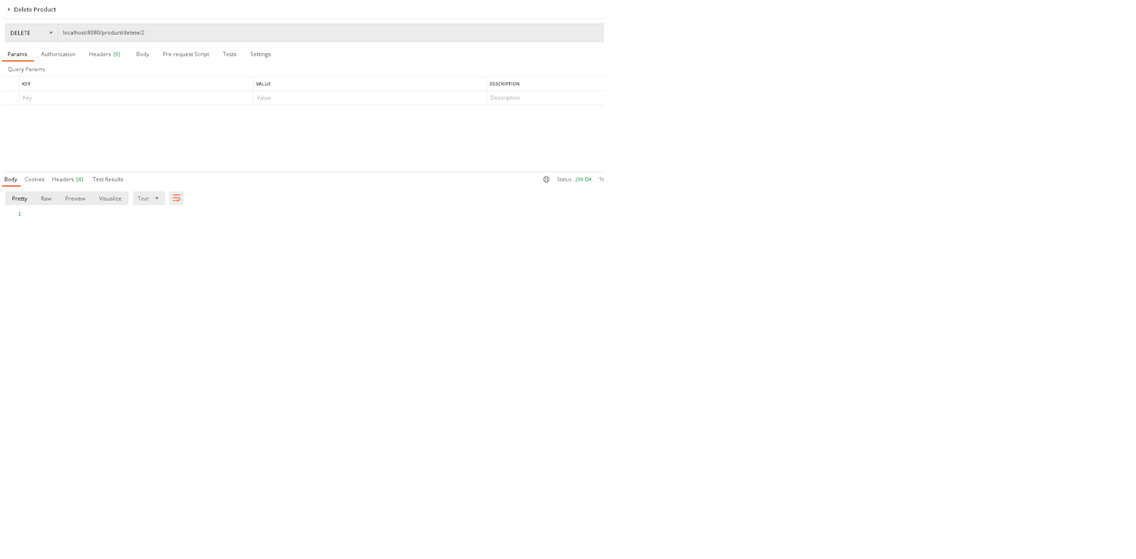 Delete Product
DELETE localhost:8080/product/delete/2
Params Authorization Headers (6) Body Pre-request Script Tests Settings
Query Params
KEY VALUE DESCRIPTION
Key Value Description
Body Cookies Headers (4) Test Results Status: 200 OK
Pretty Raw Preview Visualize Text
1